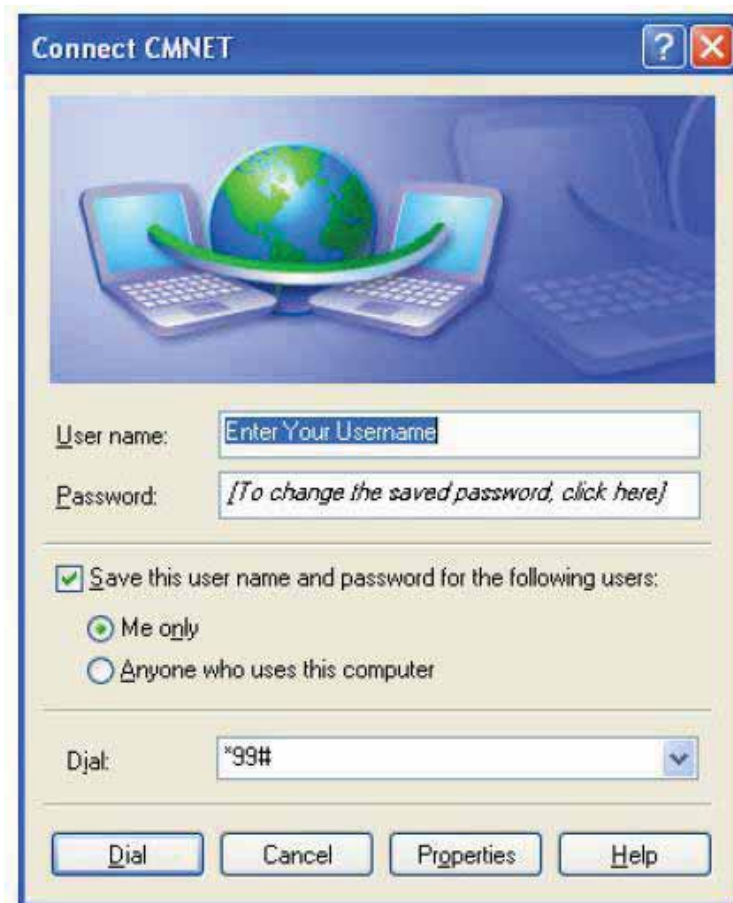 Connect CMNET
?
User name: Enter Your Username
Password: [To change the saved password, click here]
Save this user name and password for the following users:
Me only
Anyone who uses this computer
Dial: *99#
Dial Cancel Properties Help